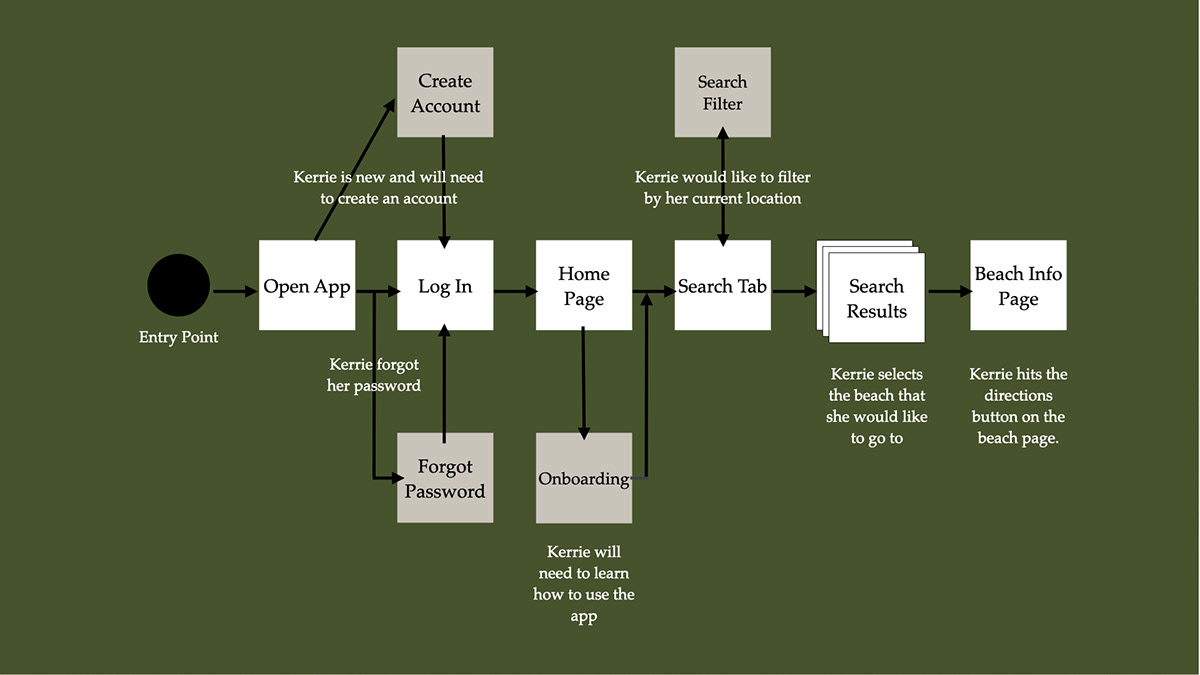 Create
Account
Search
Filter
Kerrie is new and will need
to create an account
Kerrie would like to filter
by her current location
Entry Point
Open App
Log In
Home
Page
Search Tab
Search
Results
Beach Info
Page
Kerrie forgot
her password
Kerrie selects
the beach that
she would like
to go to
Kerrie hits the
directions
button on the
beach page.
Forgot
Password
Onboarding
Kerrie will
need to learn
how to use the
app